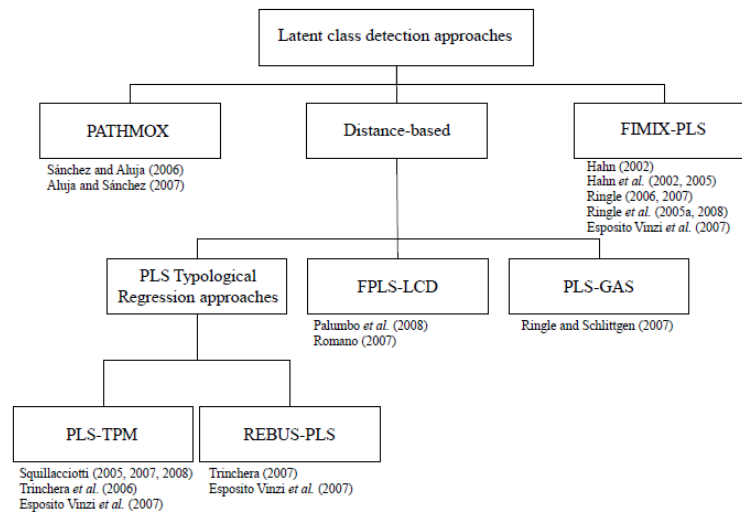 Latent class detection approaches
PATHMOX
Sánchez and Aluja (2006)
Aluja and Sánchez (2007)
Distance-based
FIMIX-PLS
Hahn (2002)
Hahn et al. (2002, 2005)
Ringle (2006, 2007)
Ringle et al. (2005a, 2008)
Esposito Vinzi et al. (2007)
PLS Typological
Regression approaches
FPLS-LCD
Palumbo et al. (2008)
Romano (2007)
PLS-GAS
Ringle and Schlittgen (2007)
PLS-TPM
Squillacciotti (2005, 2007, 2008)
Trinchera et al. (2006)
Esposito Vinzi et al. (2007)
REBUS-PLS
Trinchera (2007)
Esposito Vinzi et al. (2007)